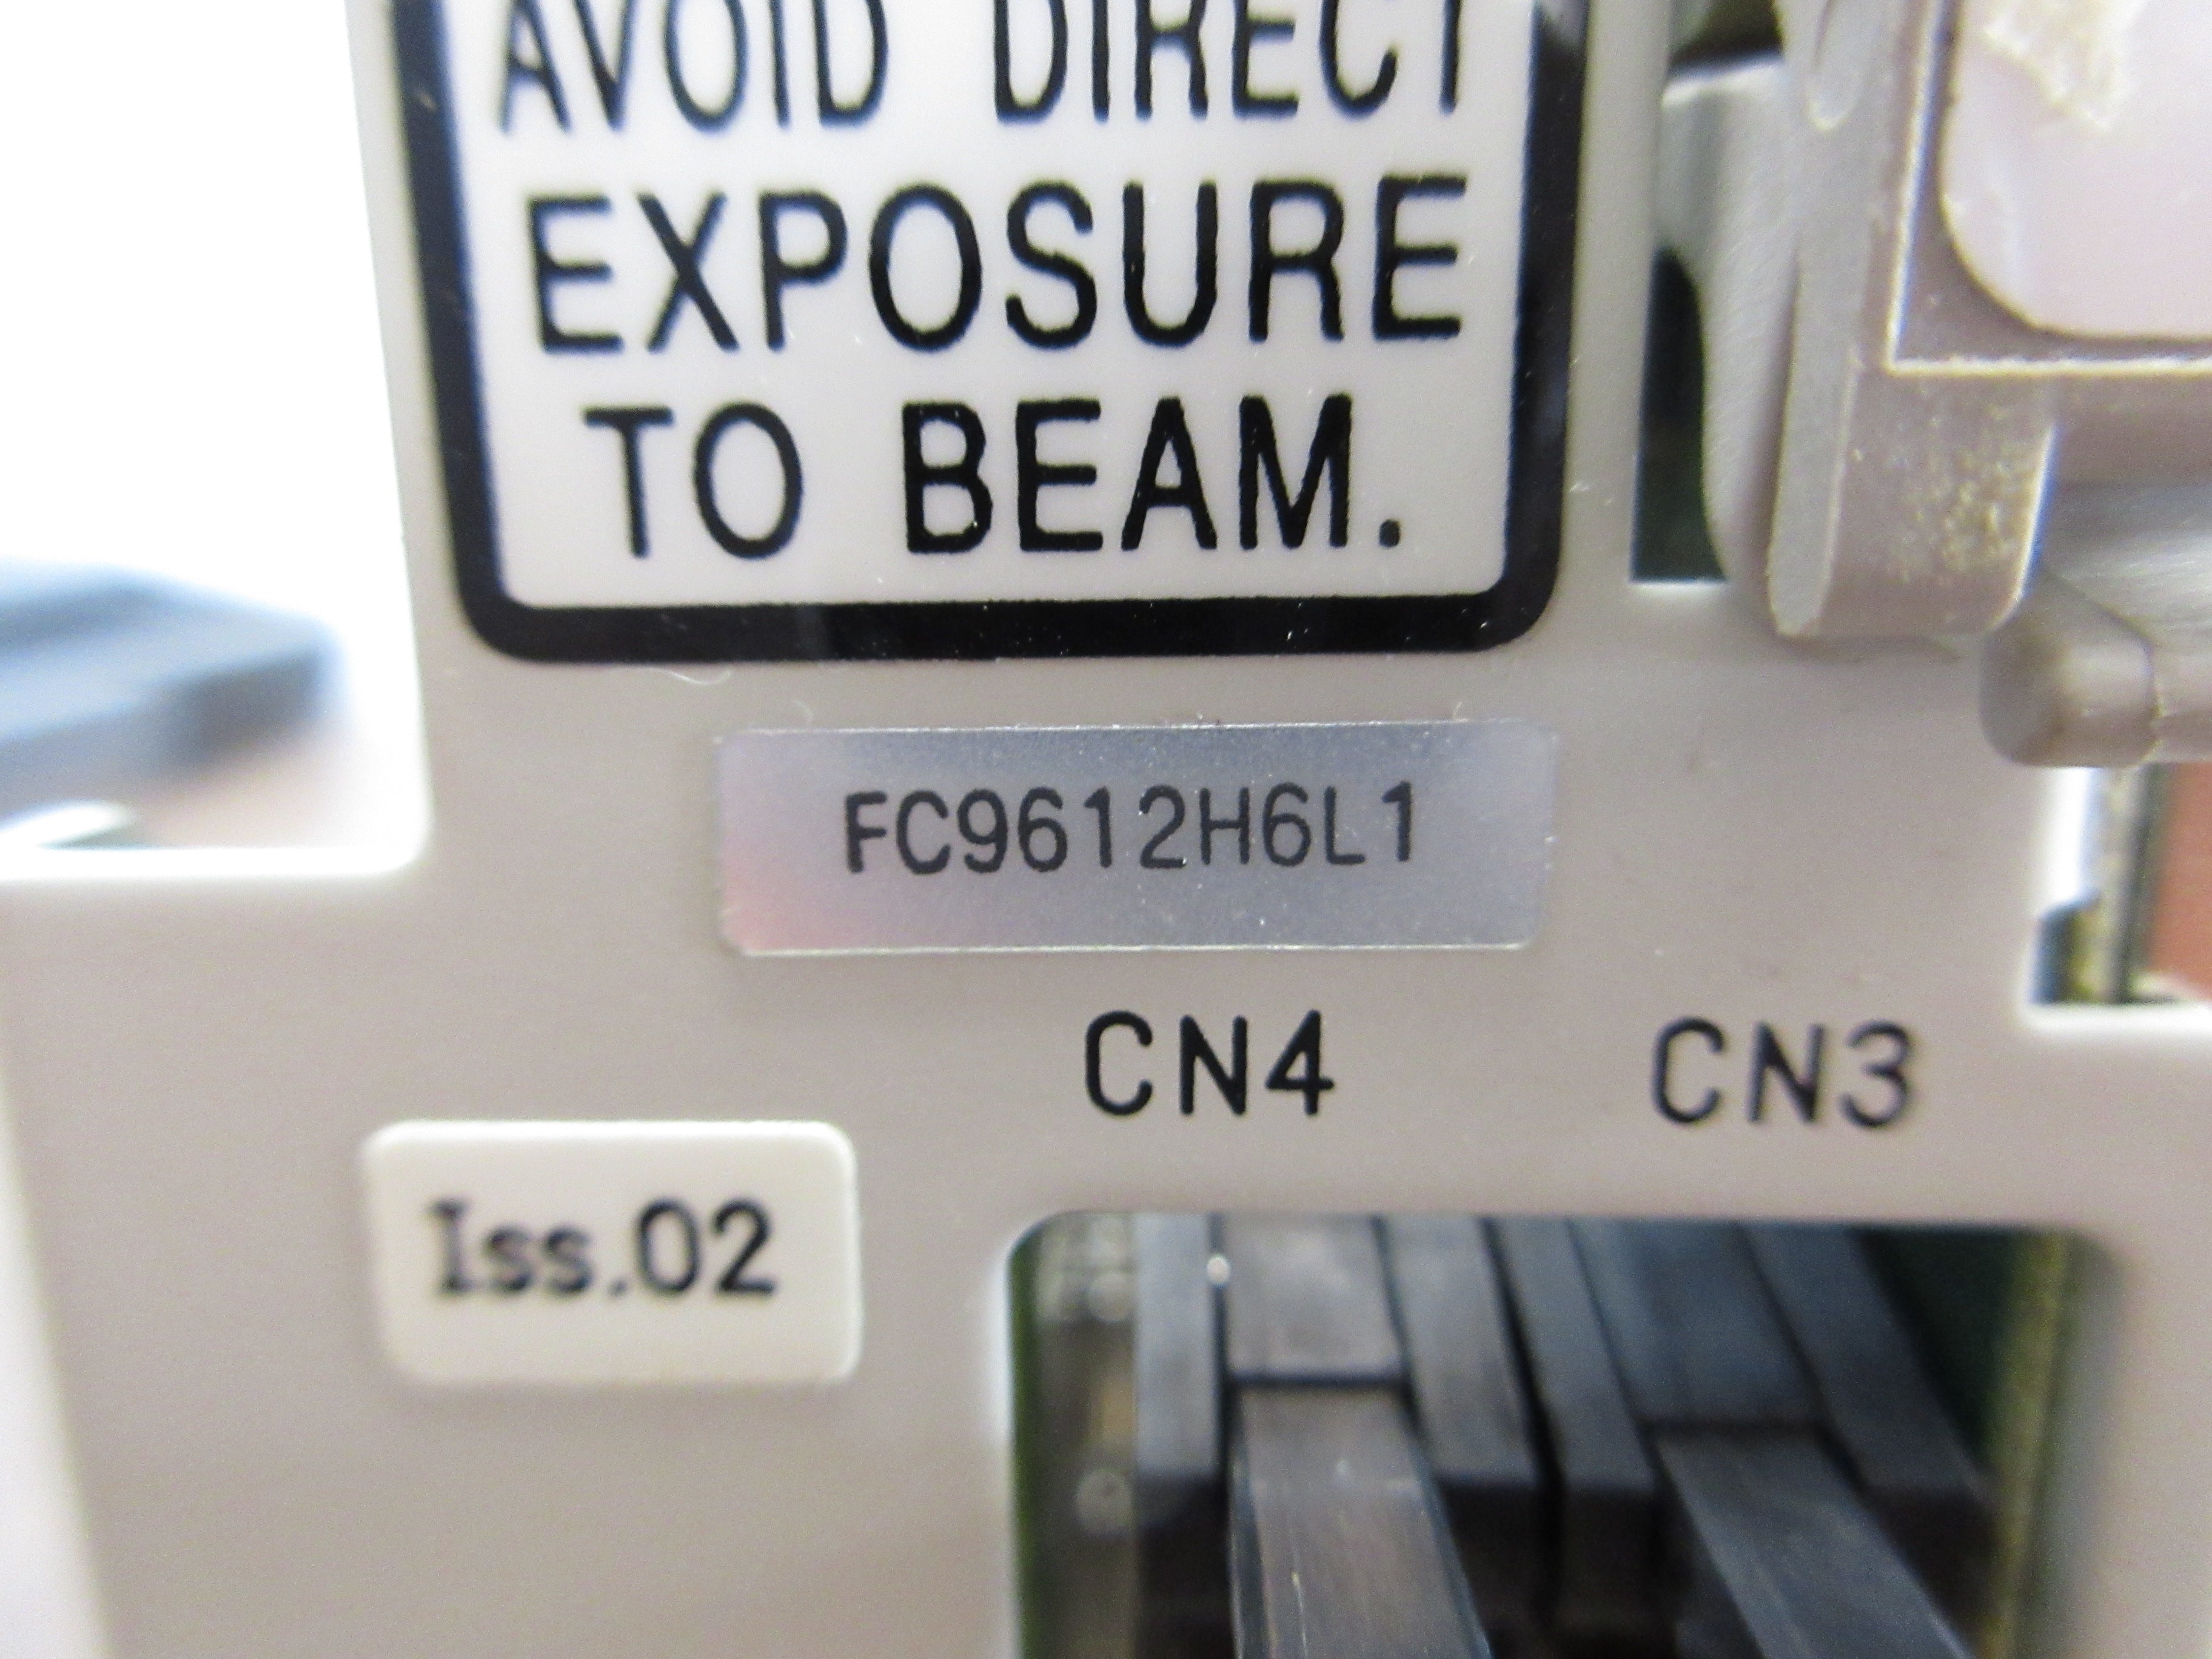 AVOID DIRECT
EXPOSURE
TO BEAM.
FC9612H6L1
CN4 CN3
Iss.02